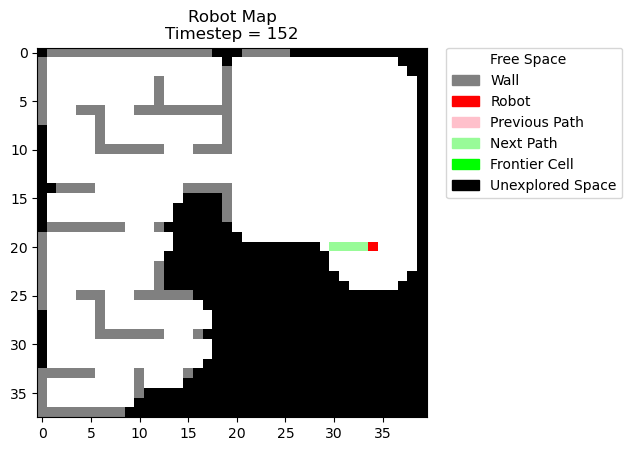 Robot Map
Timestep = 152
0
5
10
15
20
25
30
35
0
5
10
15
20
25
30
35
Free Space
Wall
Robot
Previous Path
Next Path
Frontier Cell
Unexplored Space